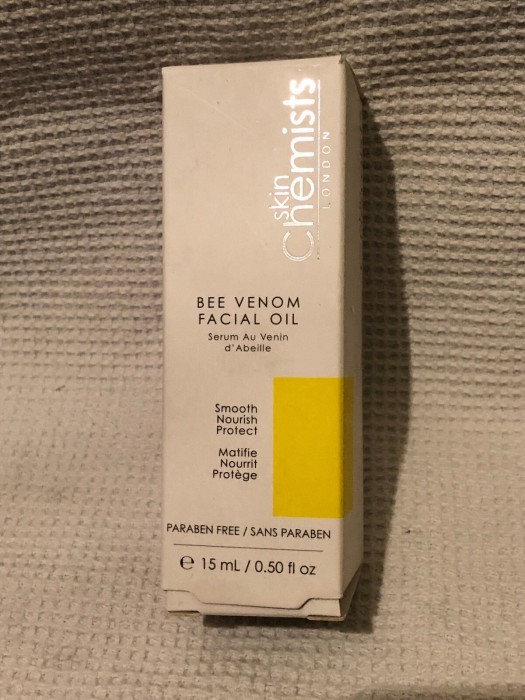 skin
Chemists
LONDON
BEE VENOM
FACIAL OIL
Serum Au Venin
d'Abeille
Smooth
Nourish
Protect
Matifie
Nourrit
Protège
PARABEN FREE / SANS PARABEN
℮ 15 mL / 0.50 fl oz